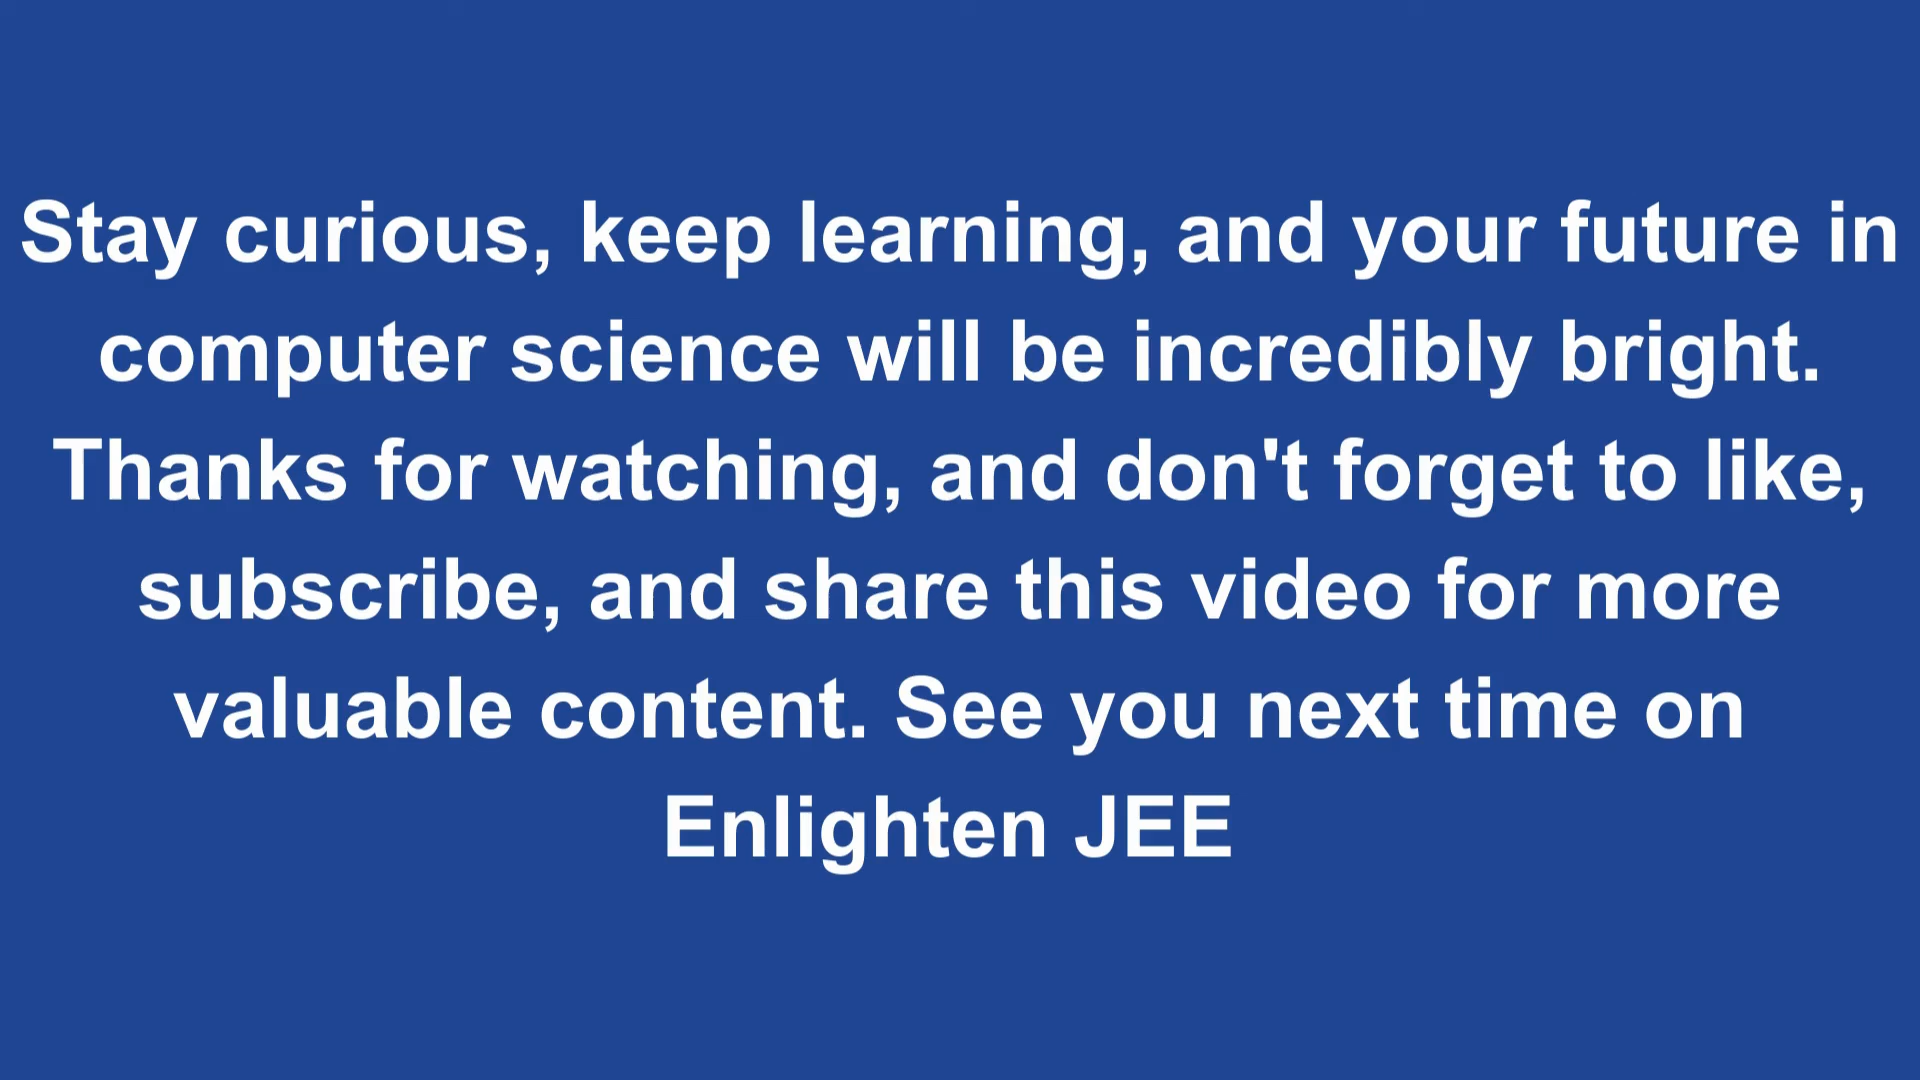 Stay curious, keep learning, and your future in
computer science will be incredibly bright.
Thanks for watching, and don't forget to like,
subscribe, and share this video for more
valuable content. See you next time on
Enlighten JEE